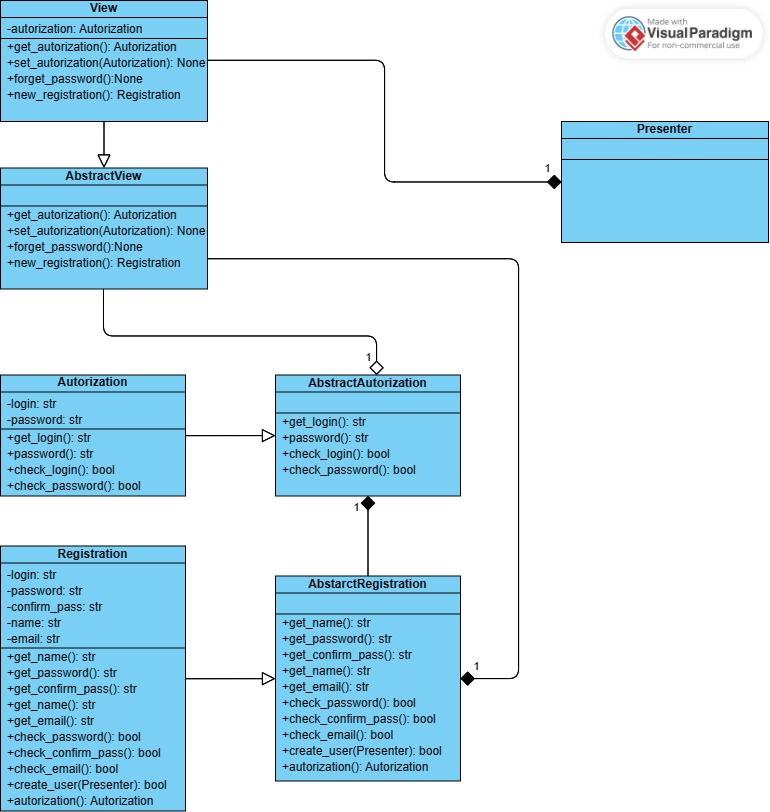 View
-autorization: Autorization
+get_autorization(): Autorization
+set_autorization(Autorization): None
+forget_password():None
+new_registration(): Registration
Made with
VisualParadigm
For non-commercial use
Presenter
1
AbstractView
+get_autorization(): Autorization
+set_autorization(Autorization): None
+forget_password():None
+new_registration(): Registration
1
Autorization
-login: str
-password: str
+get_login(): str
+password(): str
+check_login(): bool
+check_password(): bool
AbstractAutorization
+get_login(): str
+password(): str
+check_login(): bool
+check_password(): bool
1
Registration
-login: str
-password: str
-confirm_pass: str
-name: str
-email: str
+get_name(): str
+get_password(): str
+get_confirm_pass(): str
+get_name(): str
+get_email(): str
+check_password(): bool
+check_confirm_pass(): bool
+check_email(): bool
+create_user(Presenter): bool
+autorization(): Autorization
AbstarctRegistration
+get_name(): str
+get_password(): str
+get_confirm_pass(): str
+get_name(): str
+get_email(): str
+check_password(): bool
+check_confirm_pass(): bool
+check_email(): bool
+create_user(Presenter): bool
+autorization(): Autorization
1